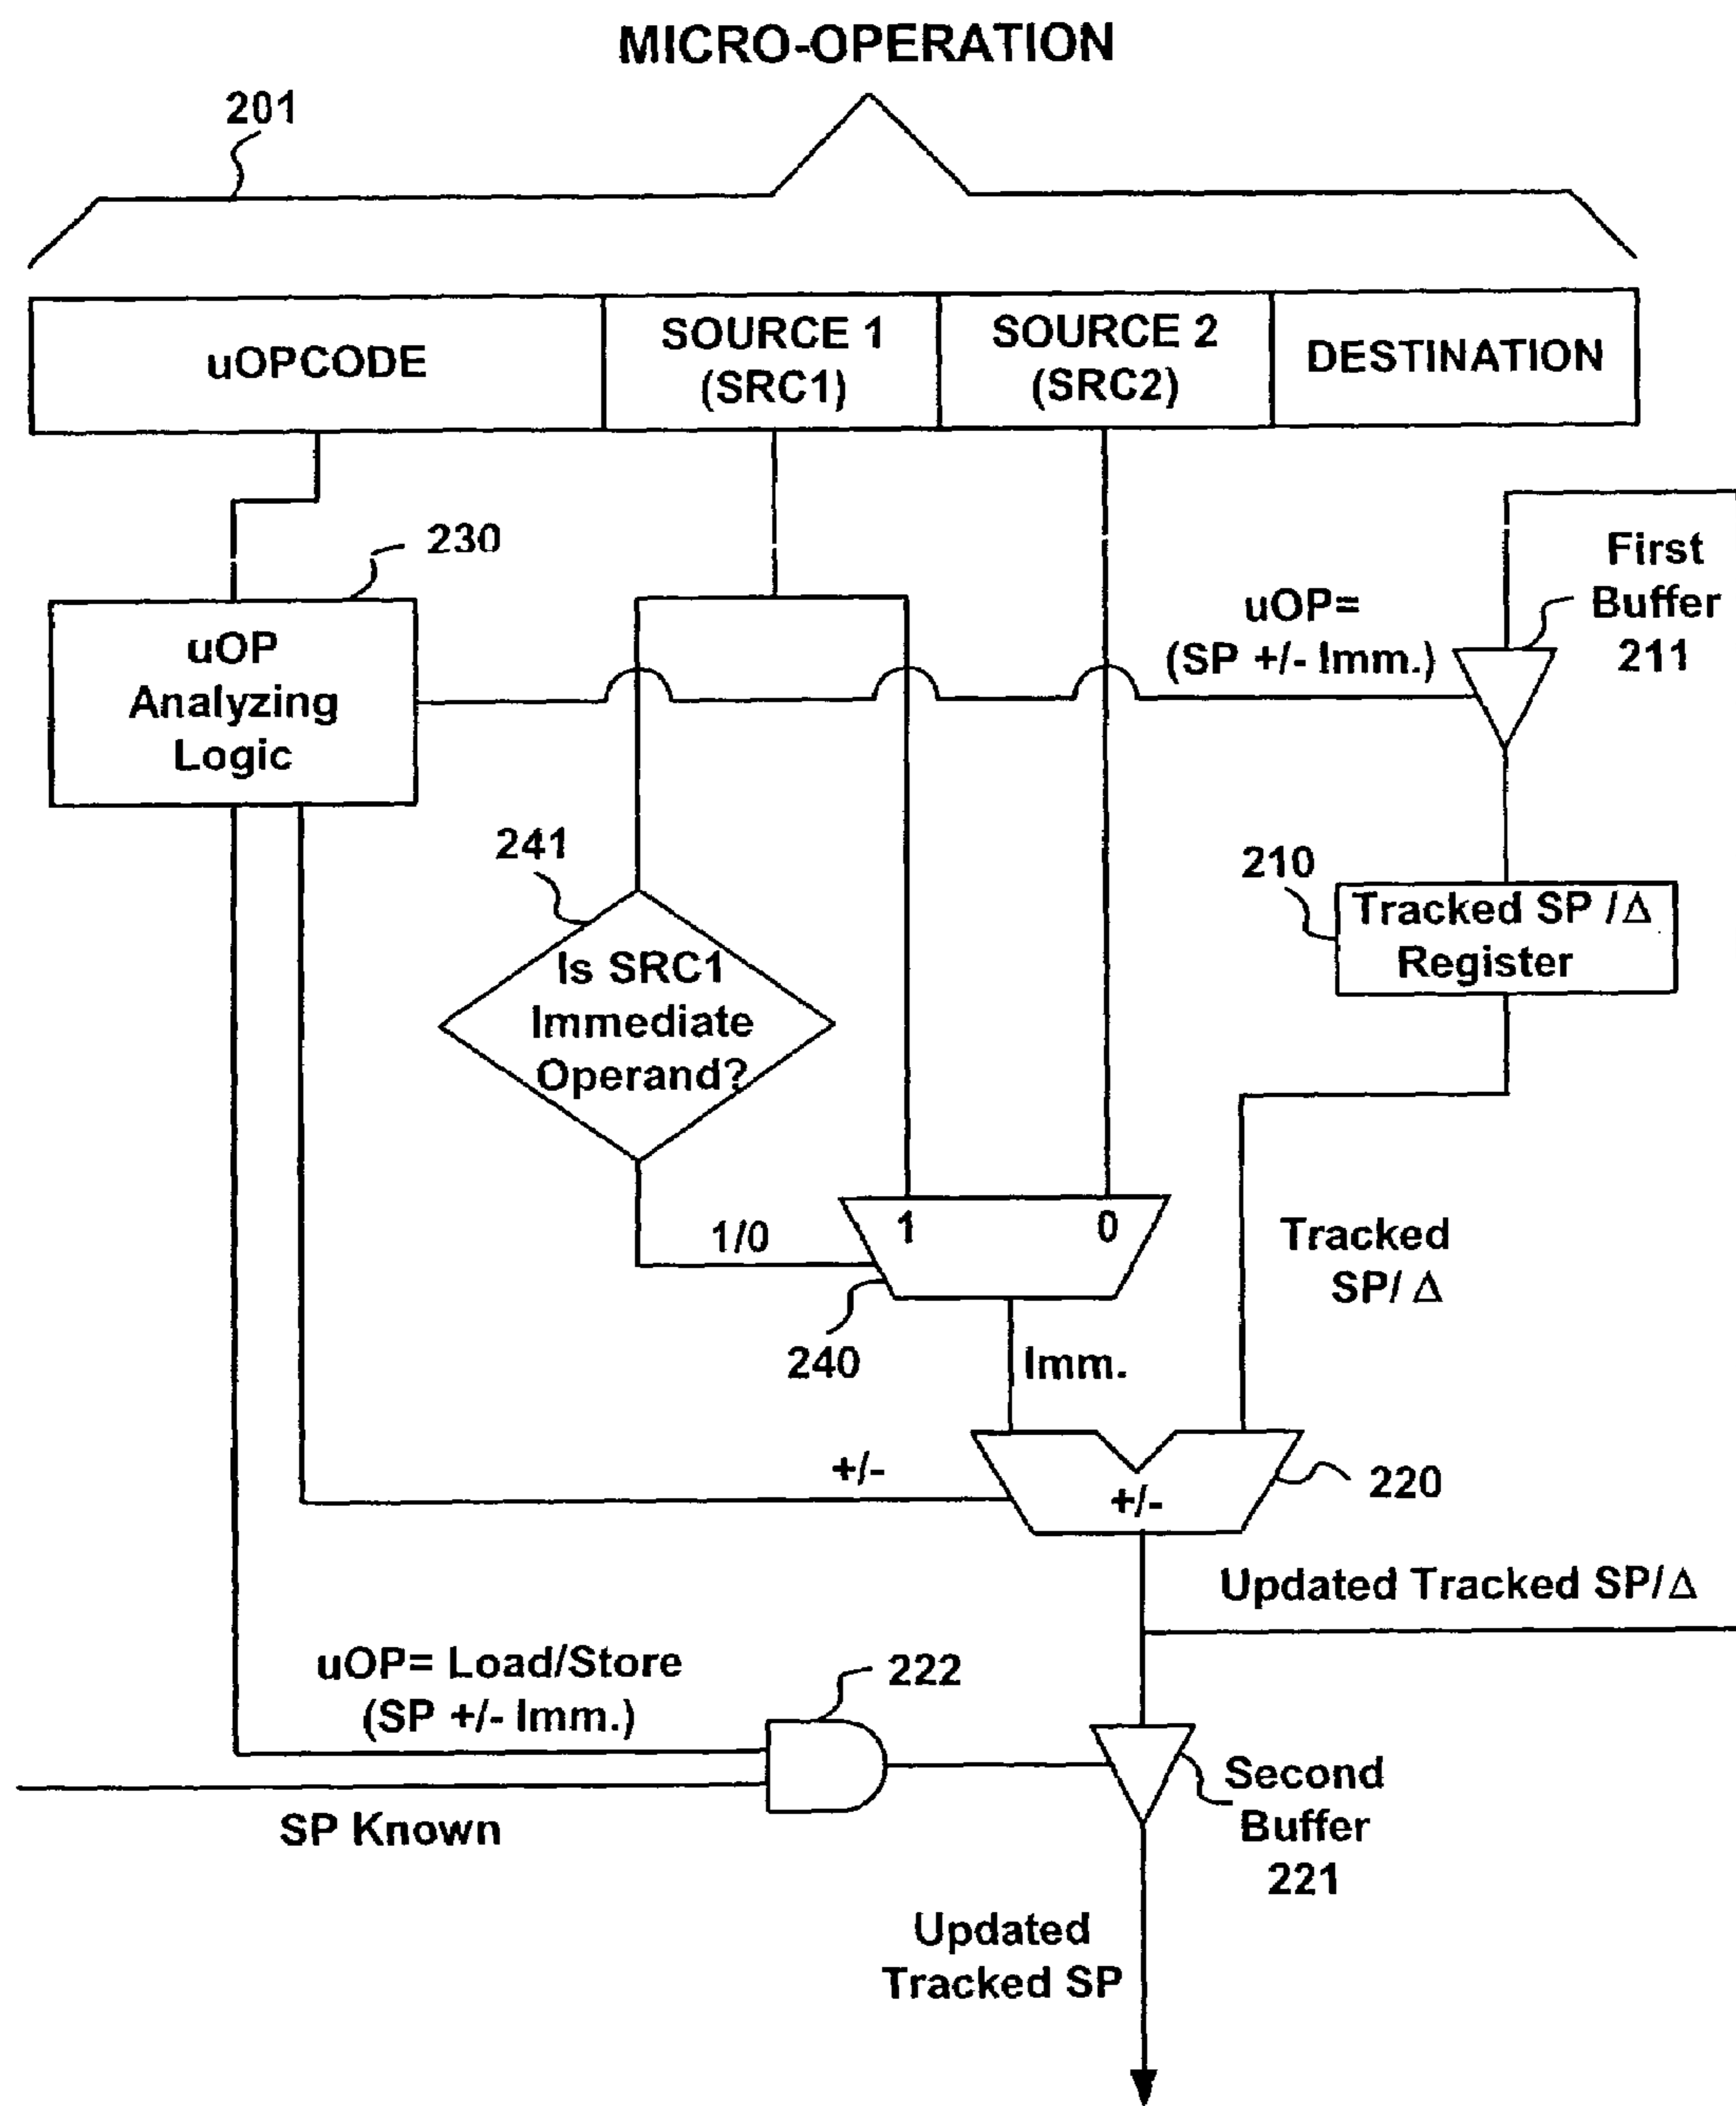 MICRO-OPERATION
201
uOPCODE
SOURCE 1
(SRC1)
SOURCE 2
(SRC2)
DESTINATION
230
First
Buffer
211
uOP=
(SP +/- Imm.)
uOP
Analyzing
Logic
241
210
Tracked SP /Δ
Register
Is SRC1
Immediate
Operand?
1/0
1
0
Tracked
SP/ Δ
240
Imm.
+/-
+/-
220
Updated Tracked SP/Δ
uOP= Load/Store
(SP +/- Imm.)
222
SP Known
Second
Buffer
221
Updated
Tracked SP